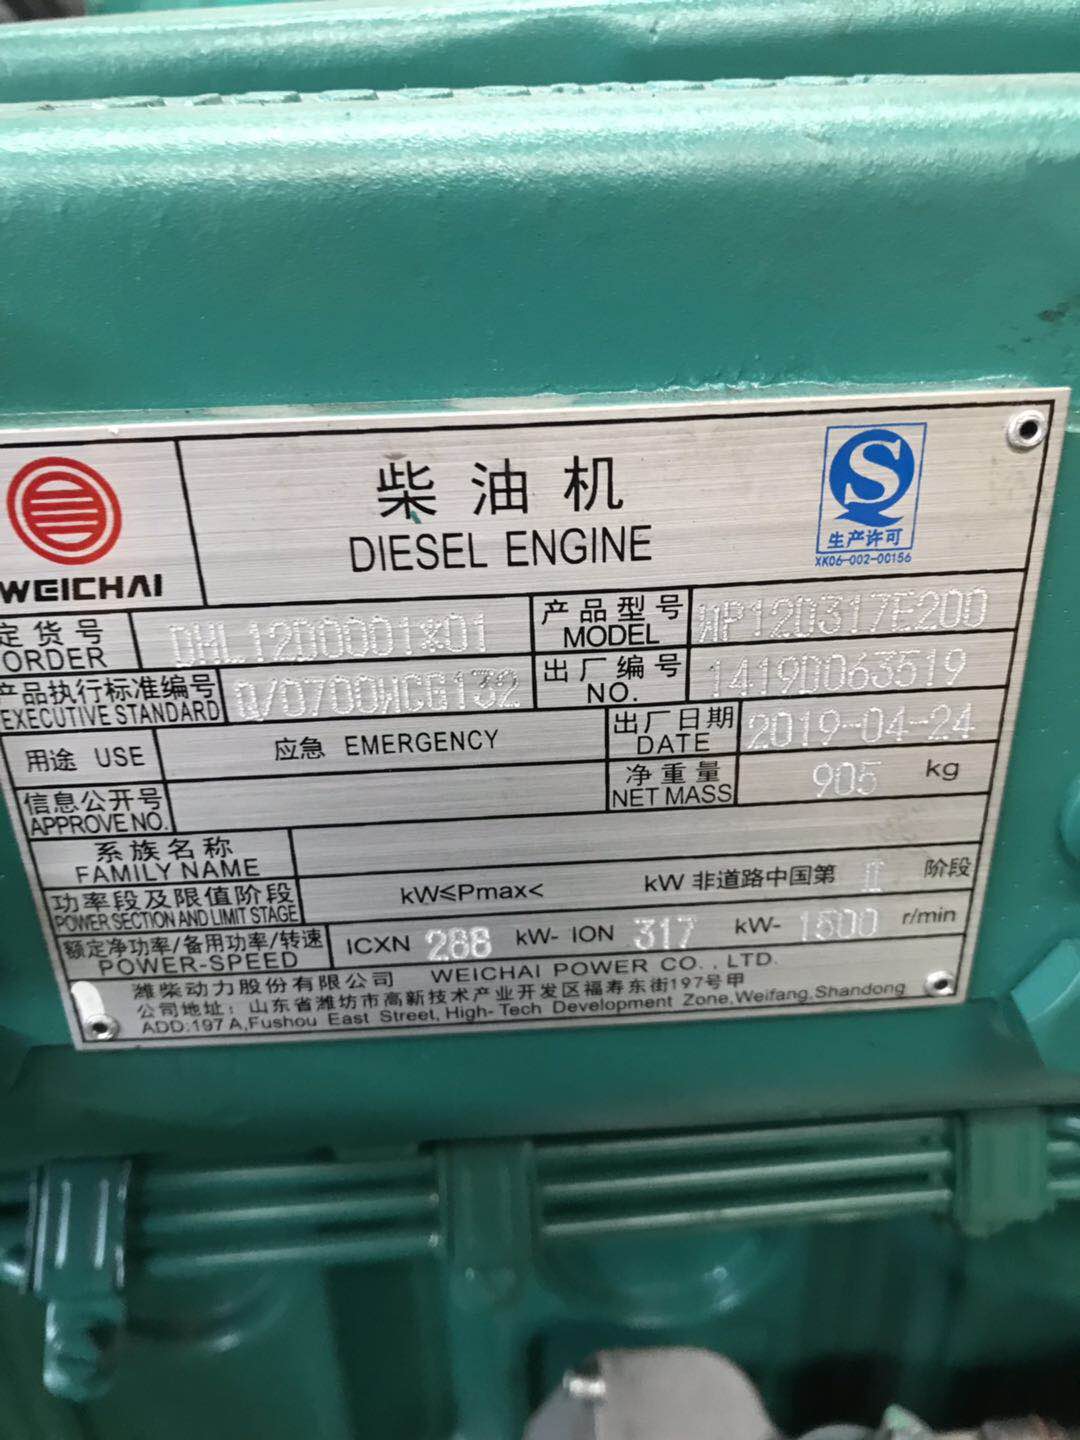 柴油机
DIESEL ENGINE
WEICHAI
S
生产许可
XK06-002-00156
定货号
ORDER
DHL12D0001*01
产品型号
MODEL
WP12D317E200
产品执行标准编号
EXECUTIVE STANDARD
Q/0700WCG132
出厂编号
NO.
1419D063519
用途 USE
应急 EMERGENCY
出厂日期
DATE
2019-04-24
信息公开号
APPROVE NO.
净重量
NET MASS
905 kg
系族名称
FAMILY NAME
功率段及限值阶段
POWER SECTION AND LIMIT STAGE
kW≤Pmax< kW 非道路中国第 II 阶段
额定净功率/备用功率/转速
POWER-SPEED
ICXN 288 kW- ION 317 kW- 1500 r/min
潍柴动力股份有限公司 WEICHAI POWER CO., LTD.
公司地址：山东省潍坊市高新技术产业开发区福寿东街197号甲
ADD:197 A,Fushou East Street, High-Tech Development Zone,Weifang,Shandong